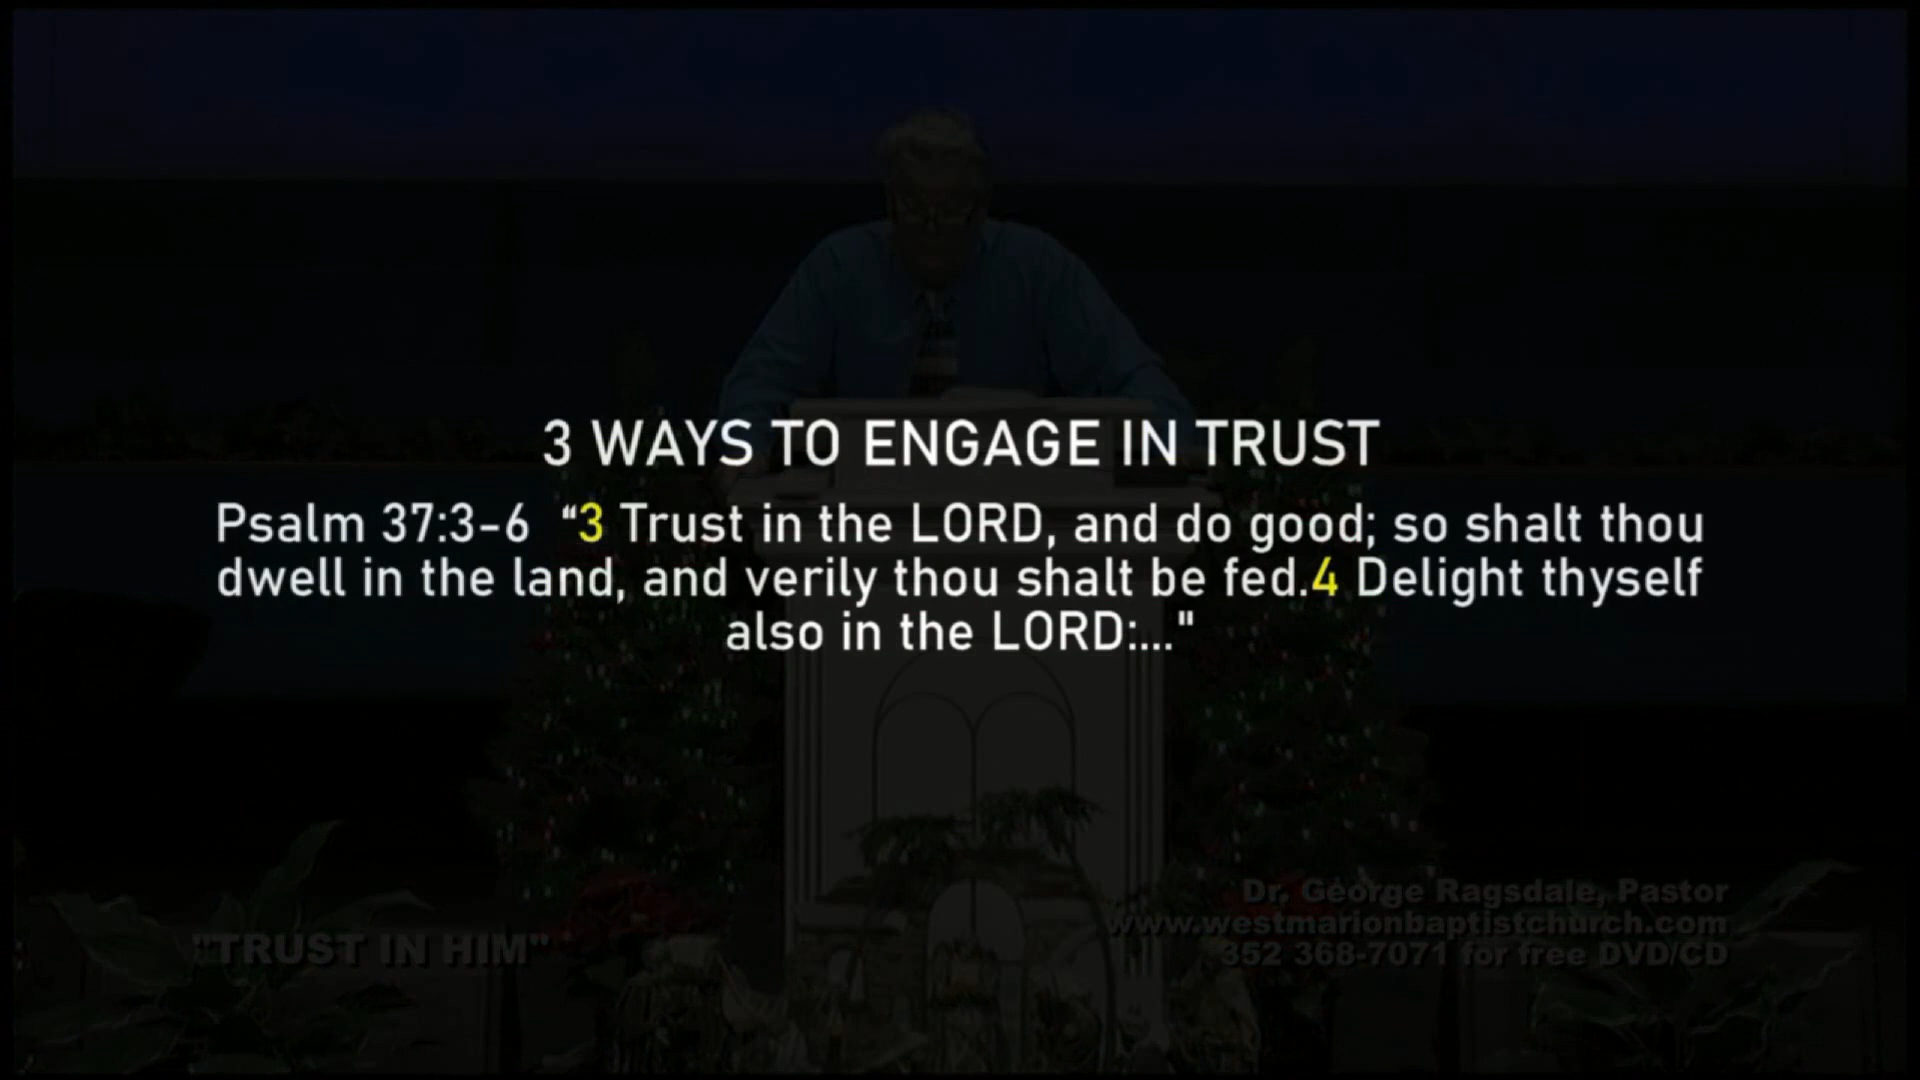 3 WAYS TO ENGAGE IN TRUST
Psalm 37:3-6 “3 Trust in the LORD, and do good; so shalt thou
dwell in the land, and verily thou shalt be fed.4 Delight thyself
also in the LORD:..."
"TRUST IN HIM"
Dr. George Ragsdale, Pastor
www.westmarionbaptistchurch.com
352 368-7071 for free DVD/CD